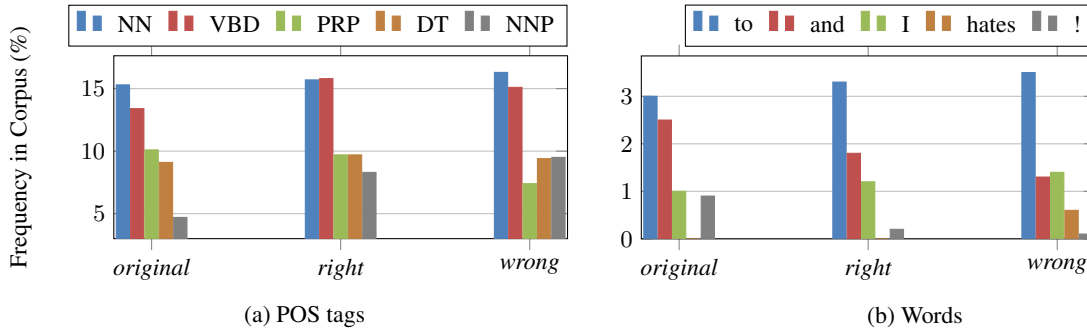 NN VBD PRP DT NNP
to and I hates !
Frequency in Corpus (%)
15
10
5
original right wrong
(a) POS tags
3
2
1
0
original right wrong
(b) Words